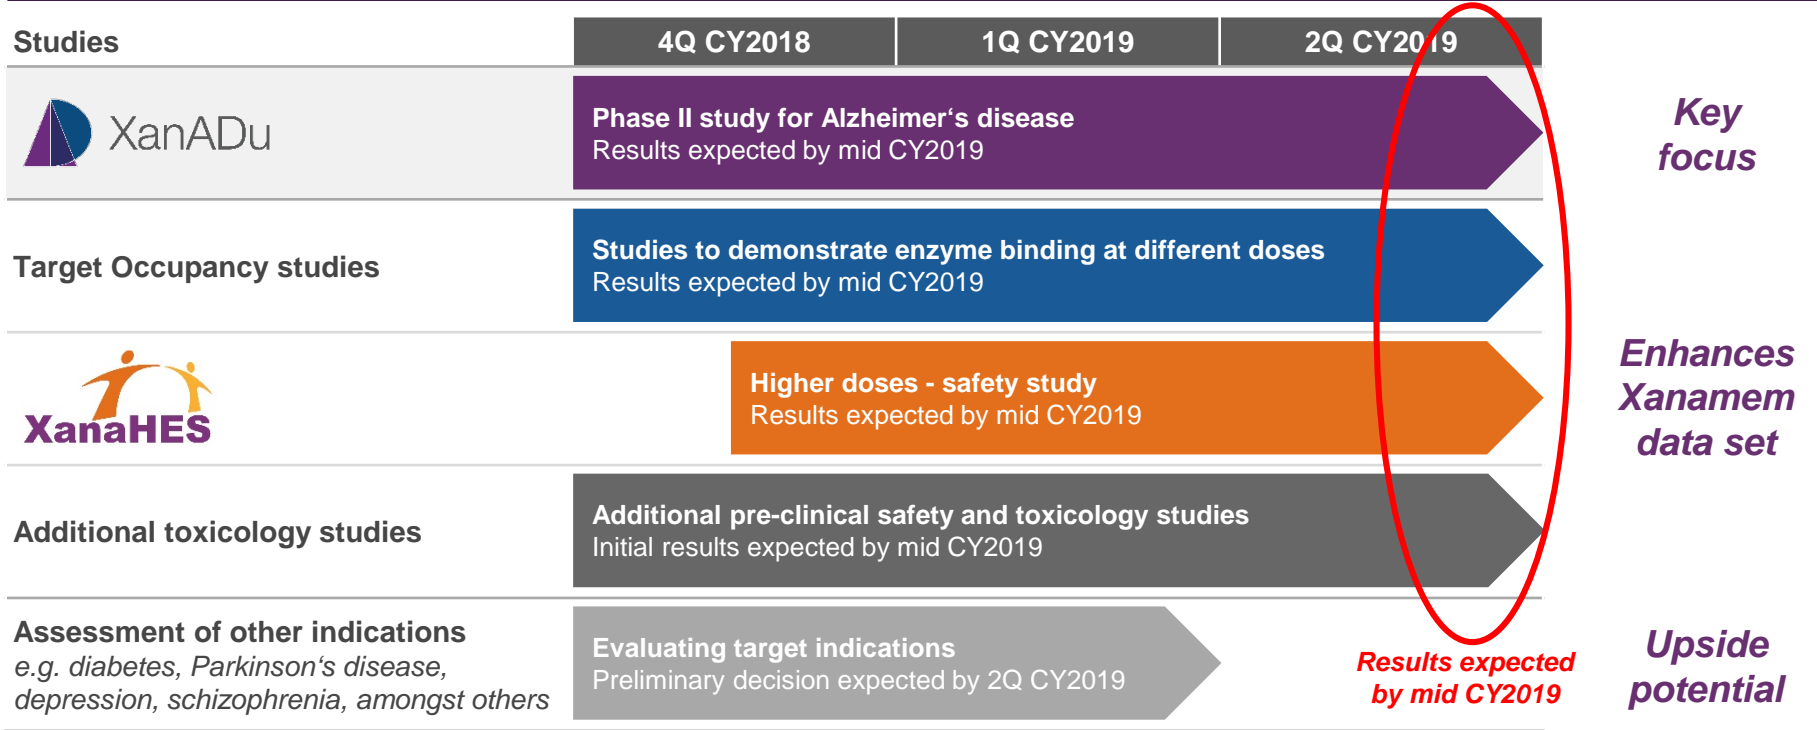 Studies
4Q CY2018
1Q CY2019
2Q CY2019
XanADu
Phase II study for Alzheimer‘s disease
Results expected by mid CY2019
Key
focus
Target Occupancy studies
Studies to demonstrate enzyme binding at different doses
Results expected by mid CY2019
XanaHES
Higher doses - safety study
Results expected by mid CY2019
Enhances
Xanamem
data set
Additional toxicology studies
Additional pre-clinical safety and toxicology studies
Initial results expected by mid CY2019
Assessment of other indications
e.g. diabetes, Parkinson‘s disease,
depression, schizophrenia, amongst others
Evaluating target indications
Preliminary decision expected by 2Q CY2019
Results expected
by mid CY2019
Upside
potential